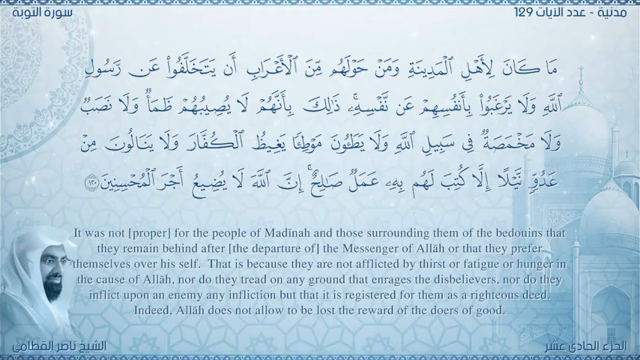 مدنية - عدد الآيات 129
سورة التوبة
مَا كَانَ لِأَهْلِ الْمَدِينَةِ وَمَنْ حَوْلَهُم مِّنَ الْأَعْرَابِ أَن يَتَخَلَّفُوا عَن رَّسُولِ
اللَّهِ وَلَا يَرْغَبُوا بِأَنفُسِهِمْ عَن نَّفْسِهِ ۚ ذَٰلِكَ بِأَنَّهُمْ لَا يُصِيبُهُمْ ظَمَأٌ وَلَا نَصَبٌ
وَلَا مَخْمَصَةٌ فِي سَبِيلِ اللَّهِ وَلَا يَطَئُونَ مَوْطِئًا يَغِيظُ الْكُفَّارَ وَلَا يَنَالُونَ مِنْ
عَدُوٍّ نَّيْلًا إِلَّا كُتِبَ لَهُم بِهِ عَمَلٌ صَالِحٌ ۚ إِنَّ اللَّهَ لَا يُضِيعُ أَجْرَ الْمُحْسِنِينَ ١٢٠
It was not [proper] for the people of Madīnah and those surrounding them of the bedouins that
they remain behind after [the departure of] the Messenger of Allāh or that they prefer
themselves over his self. That is because they are not afflicted by thirst or fatigue or hunger in
the cause of Allāh, nor do they tread on any ground that enrages the disbelievers, nor do they
inflict upon an enemy any infliction but that it is registered for them as a righteous deed.
Indeed, Allāh does not allow to be lost the reward of the doers of good.
الجزء الحادي عشر
الشيخ ناصر القطامي